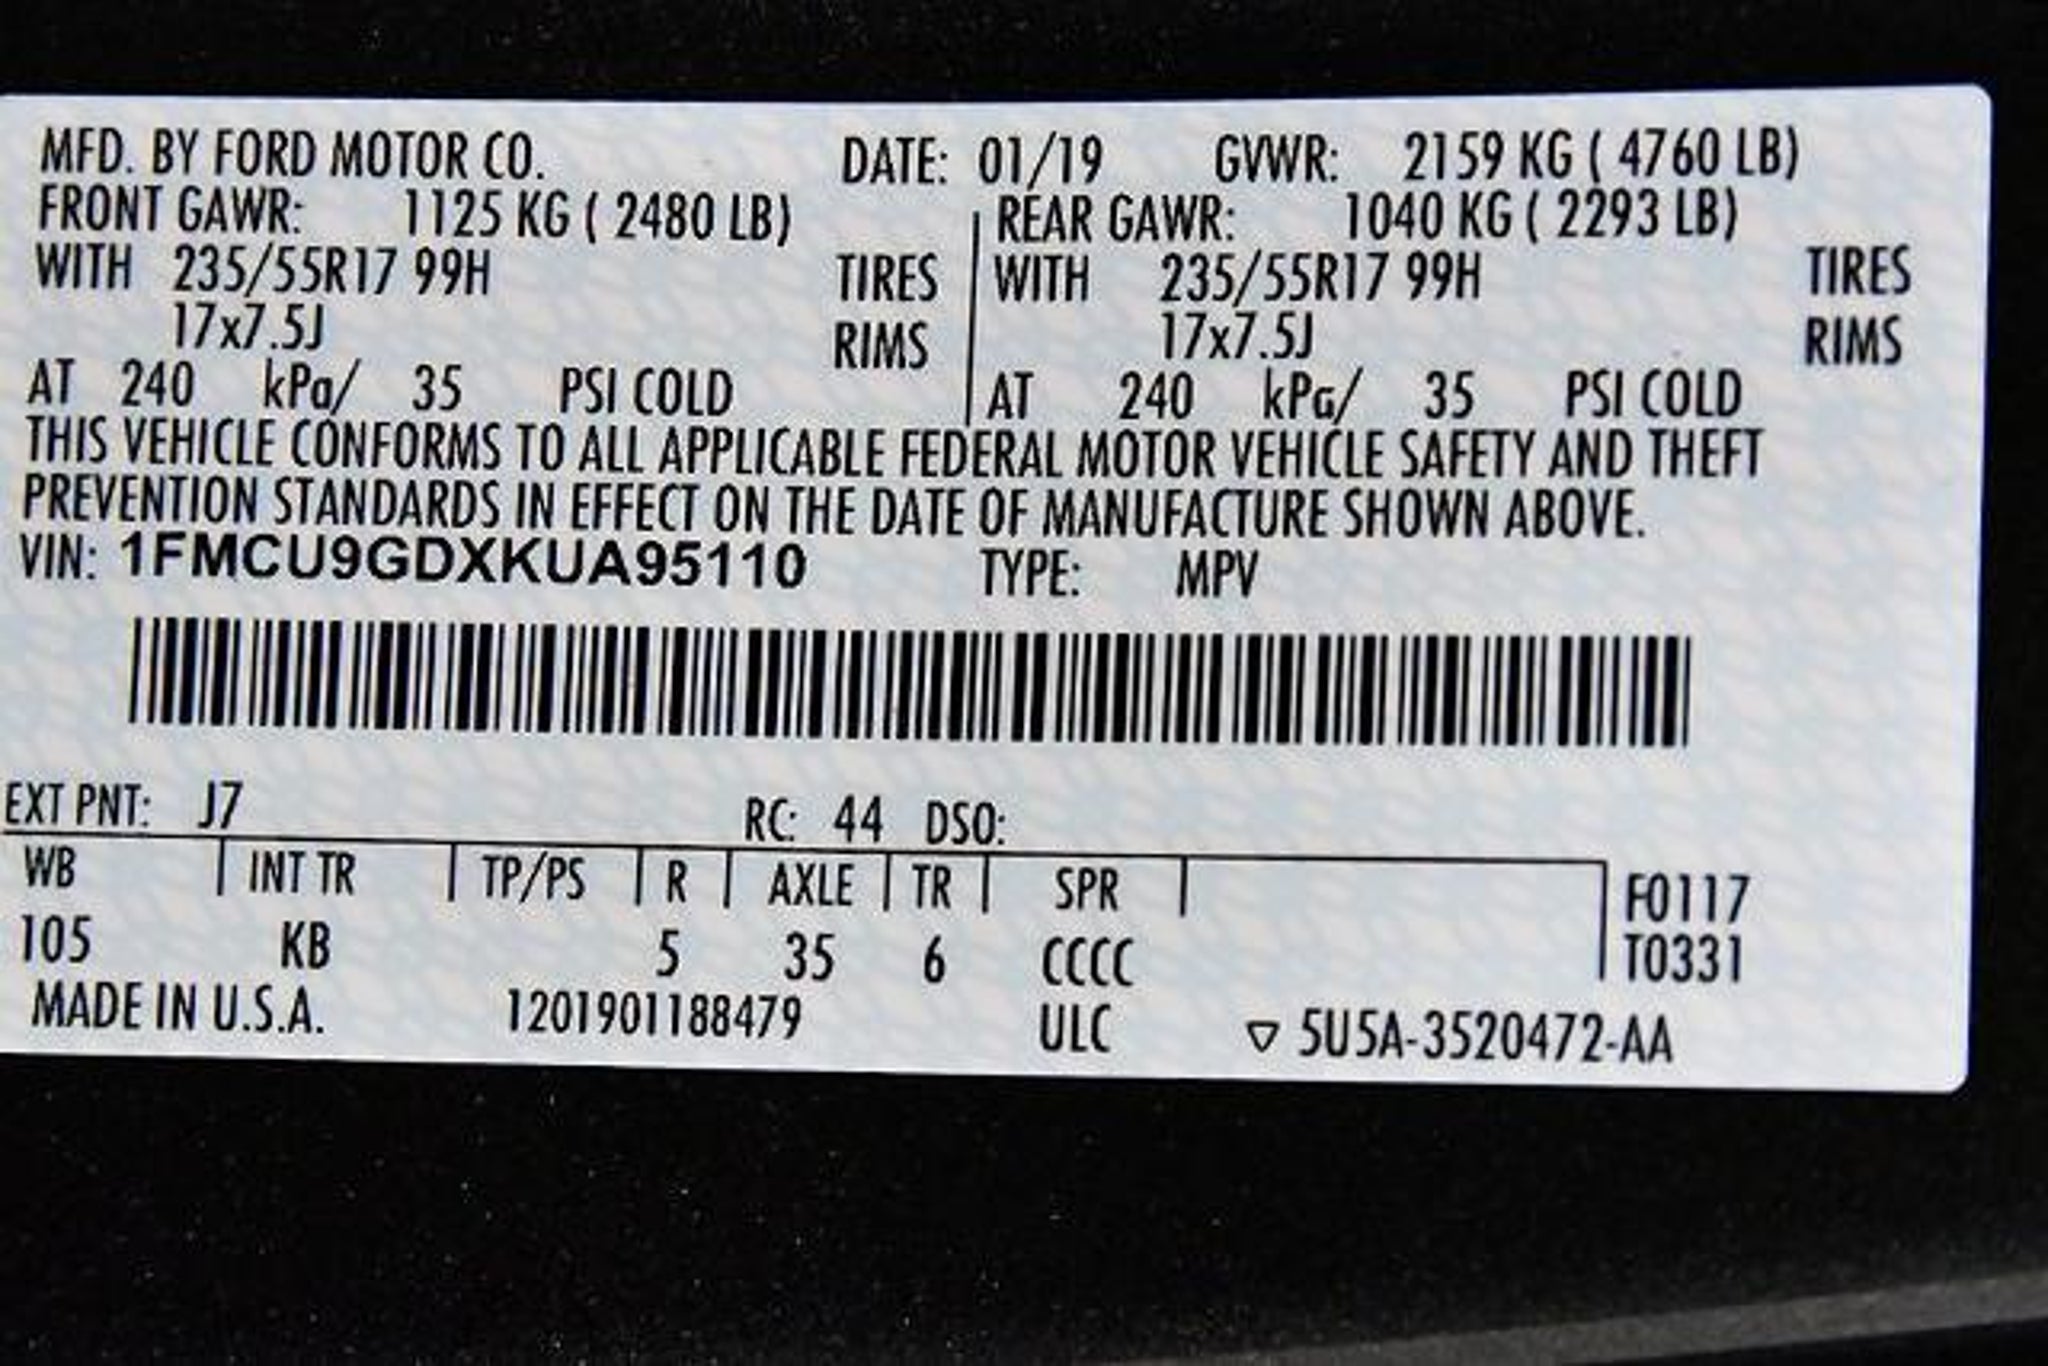 MFD. BY FORD MOTOR CO. DATE: 01/19 GVWR: 2159 KG ( 4760 LB)
FRONT GAWR: 1125 KG ( 2480 LB) REAR GAWR: 1040 KG ( 2293 LB)
WITH 235/55R17 99H TIRES WITH 235/55R17 99H TIRES
17x7.5J RIMS 17x7.5J RIMS
AT 240 kPa/ 35 PSI COLD AT 240 kPa/ 35 PSI COLD
THIS VEHICLE CONFORMS TO ALL APPLICABLE FEDERAL MOTOR VEHICLE SAFETY AND THEFT
PREVENTION STANDARDS IN EFFECT ON THE DATE OF MANUFACTURE SHOWN ABOVE.
VIN: 1FMCU9GDXKUA95110 TYPE: MPV
EXT PNT: J7 RC: 44 DSO:
WB INT TR TP/PS R AXLE TR SPR F0117
105 KB 5 35 6 CCCC T0331
MADE IN U.S.A. 1201901188479 ULC ▽ 5U5A-3520472-AA